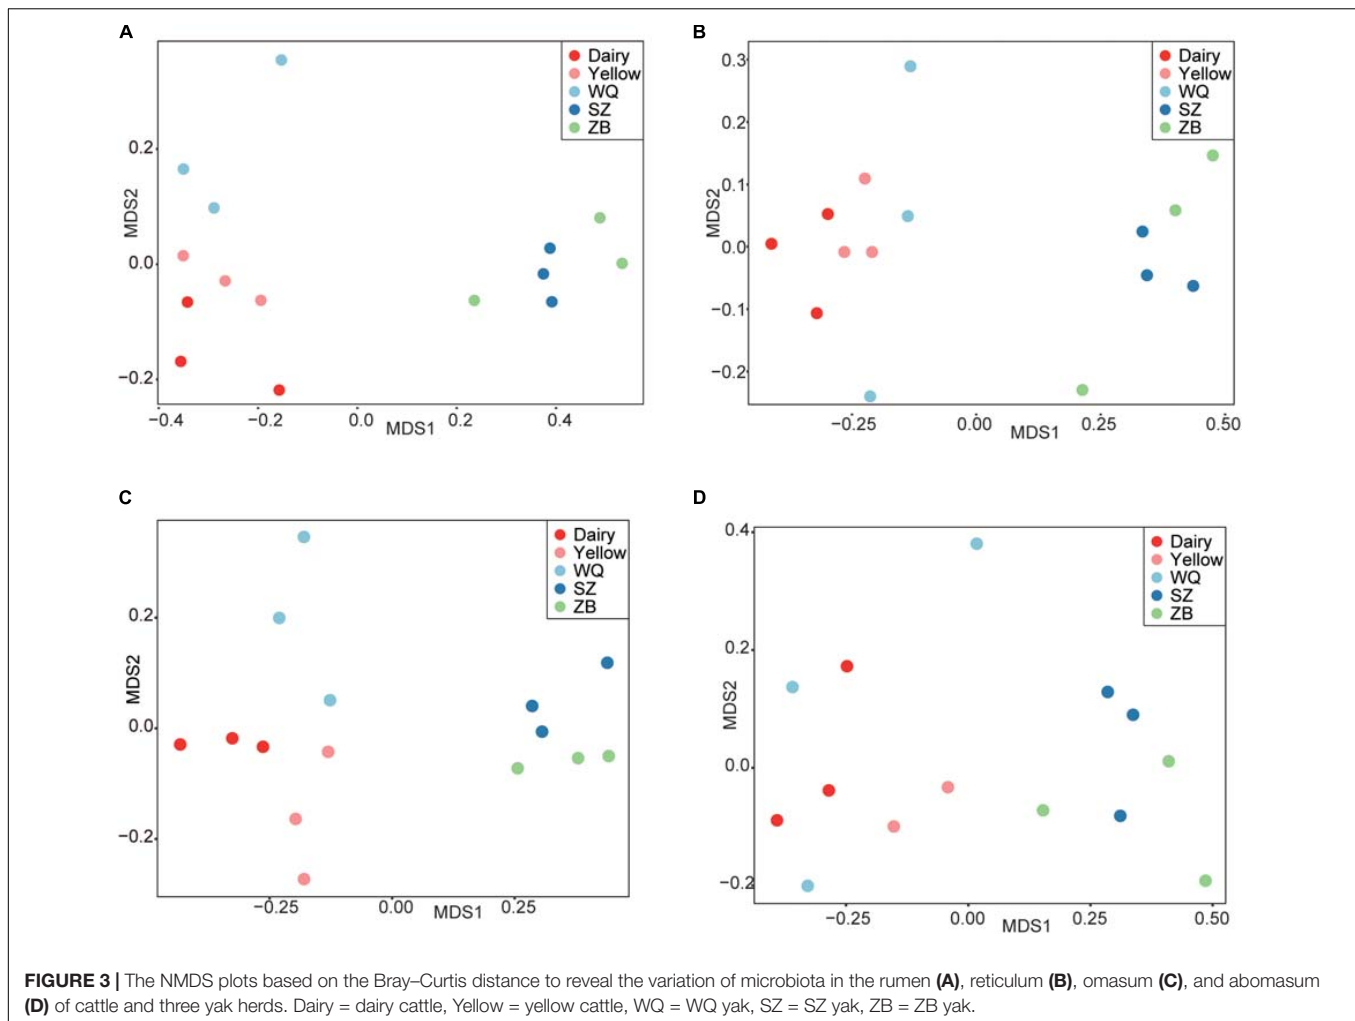 A
Dairy
Yellow
WQ
SZ
ZB
MDS2
0.2
0.0
−0.2
−0.4
−0.2
0.0
0.2
0.4
MDS1
B
Dairy
Yellow
WQ
SZ
ZB
MDS2
0.3
0.2
0.1
0.0
−0.1
−0.2
−0.25
0.00
0.25
0.50
MDS1
C
Dairy
Yellow
WQ
SZ
ZB
MDS2
0.2
0.0
−0.2
−0.25
0.00
0.25
MDS1
D
Dairy
Yellow
WQ
SZ
ZB
MDS2
0.4
0.2
0.0
−0.2
−0.25
0.00
0.25
0.50
MDS1
FIGURE 3 | The NMDS plots based on the Bray–Curtis distance to reveal the variation of microbiota in the rumen (A), reticulum (B), omasum (C), and abomasum
(D) of cattle and three yak herds. Dairy = dairy cattle, Yellow = yellow cattle, WQ = WQ yak, SZ = SZ yak, ZB = ZB yak.